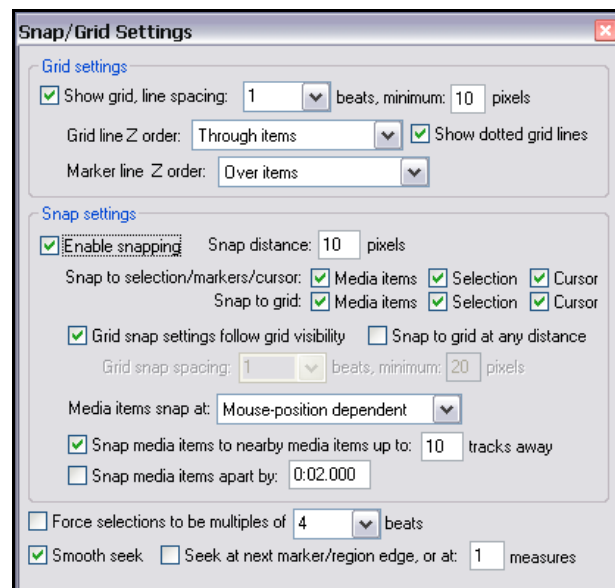 Snap/Grid Settings
Grid settings
Show grid, line spacing: 1 beats, minimum: 10 pixels
Grid line Z order: Through items Show dotted grid lines
Marker line Z order: Over items
Snap settings
Enable snapping Snap distance: 10 pixels
Snap to selection/markers/cursor: Media items Selection Cursor
Snap to grid: Media items Selection Cursor
Grid snap settings follow grid visibility Snap to grid at any distance
Grid snap spacing: 1 beats, minimum: 20 pixels
Media items snap at: Mouse-position dependent
Snap media items to nearby media items up to: 10 tracks away
Snap media items apart by: 0:02.000
Force selections to be multiples of 4 beats
Smooth seek Seek at next marker/region edge, or at: 1 measures